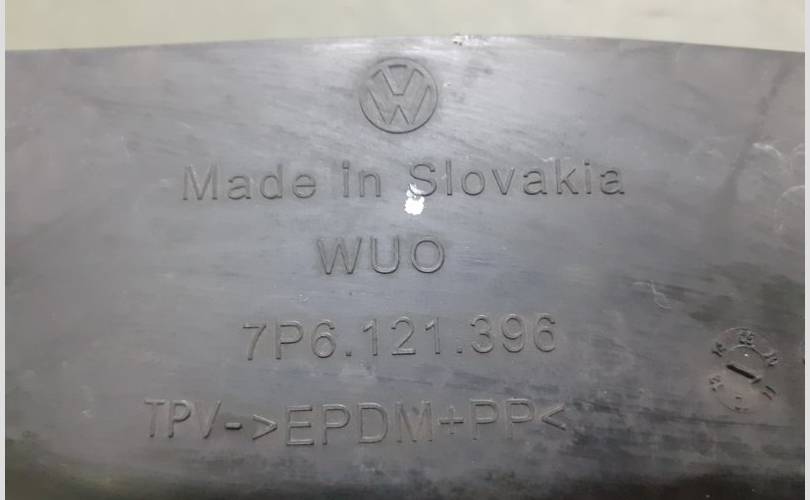 Made in Slovakia
WUO
7P6.121.396
TPV->EPDM+PP<